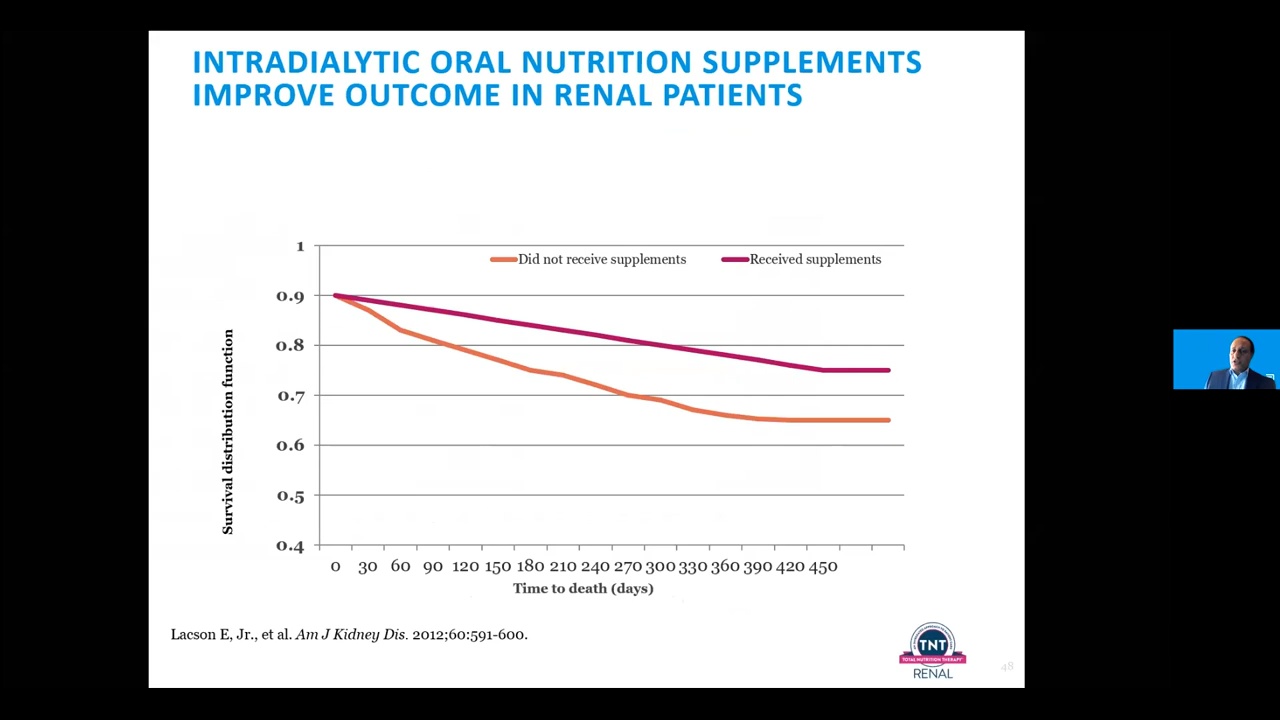 INTRADIALYTIC ORAL NUTRITION SUPPLEMENTS
IMPROVE OUTCOME IN RENAL PATIENTS
Did not receive supplements
Received supplements
Survival distribution function
1
0.9
0.8
0.7
0.6
0.5
0.4
0 30 60 90 120 150 180 210 240 270 300 330 360 390 420 450
Time to death (days)
Lacson E, Jr., et al. Am J Kidney Dis. 2012;60:591-600.
TNT
TOTAL NUTRITION THERAPY
RENAL
48